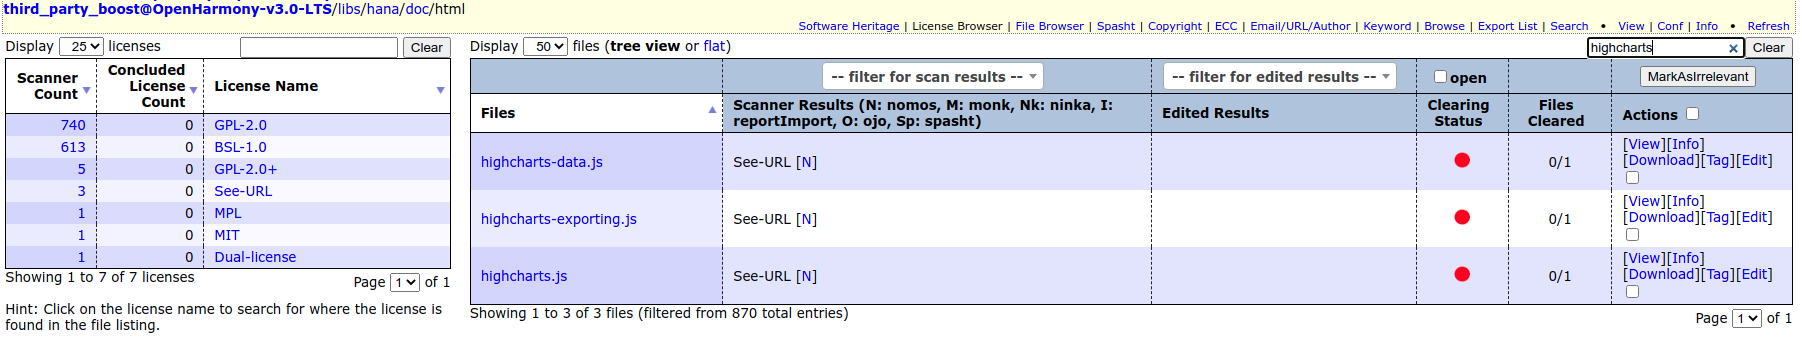 third_party_boost@OpenHarmony-v3.0-LTS/libs/hana/doc/html
Software Heritage | License Browser | File Browser | Spasht | Copyright | ECC | Email/URL/Author | Keyword | Browse | Export List | Search • View | Conf | Info • Refresh
Display 25 licenses Clear
Scanner Count Concluded License Count License Name
740 0 GPL-2.0
613 0 BSL-1.0
5 0 GPL-2.0+
3 0 See-URL
1 0 MPL
1 0 MIT
1 0 Dual-license
Showing 1 to 7 of 7 licenses
Page 1 of 1
Hint: Click on the license name to search for where the license is
found in the file listing.
Display 50 files (tree view or flat) highcharts × Clear
-- filter for scan results -- -- filter for edited results -- open MarkAsIrrelevant
Files Scanner Results (N: nomos, M: monk, Nk: ninka, I: reportImport, O: ojo, Sp: spasht) Edited Results Clearing Status Files Cleared Actions
highcharts-data.js See-URL [N] 0/1 [View][Info]
[Download][Tag][Edit]
highcharts-exporting.js See-URL [N] 0/1 [View][Info]
[Download][Tag][Edit]
highcharts.js See-URL [N] 0/1 [View][Info]
[Download][Tag][Edit]
Showing 1 to 3 of 3 files (filtered from 870 total entries)
Page 1 of 1